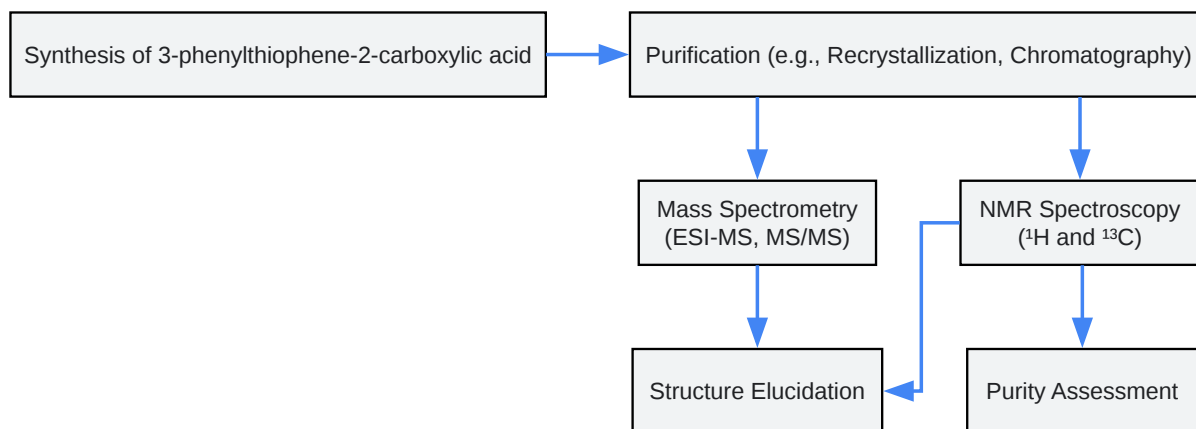 Synthesis of 3-phenylthiophene-2-carboxylic acid
Purification (e.g., Recrystallization, Chromatography)
Mass Spectrometry
(ESI-MS, MS/MS)
NMR Spectroscopy
(¹H and ¹³C)
Structure Elucidation
Purity Assessment